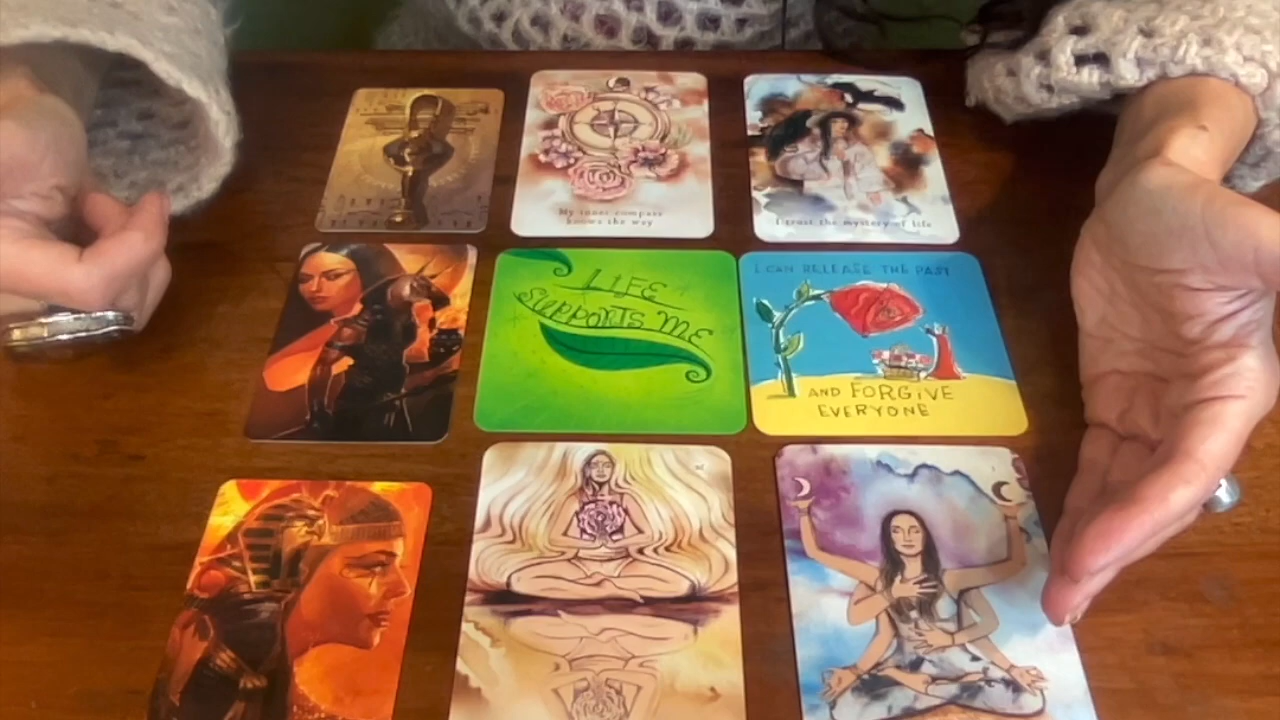 My inner compass
knows the way
I trust the mystery of life
LIFE
SUPPORTS ME
I CAN RELEASE THE PAST
AND FORGIVE
EVERYONE